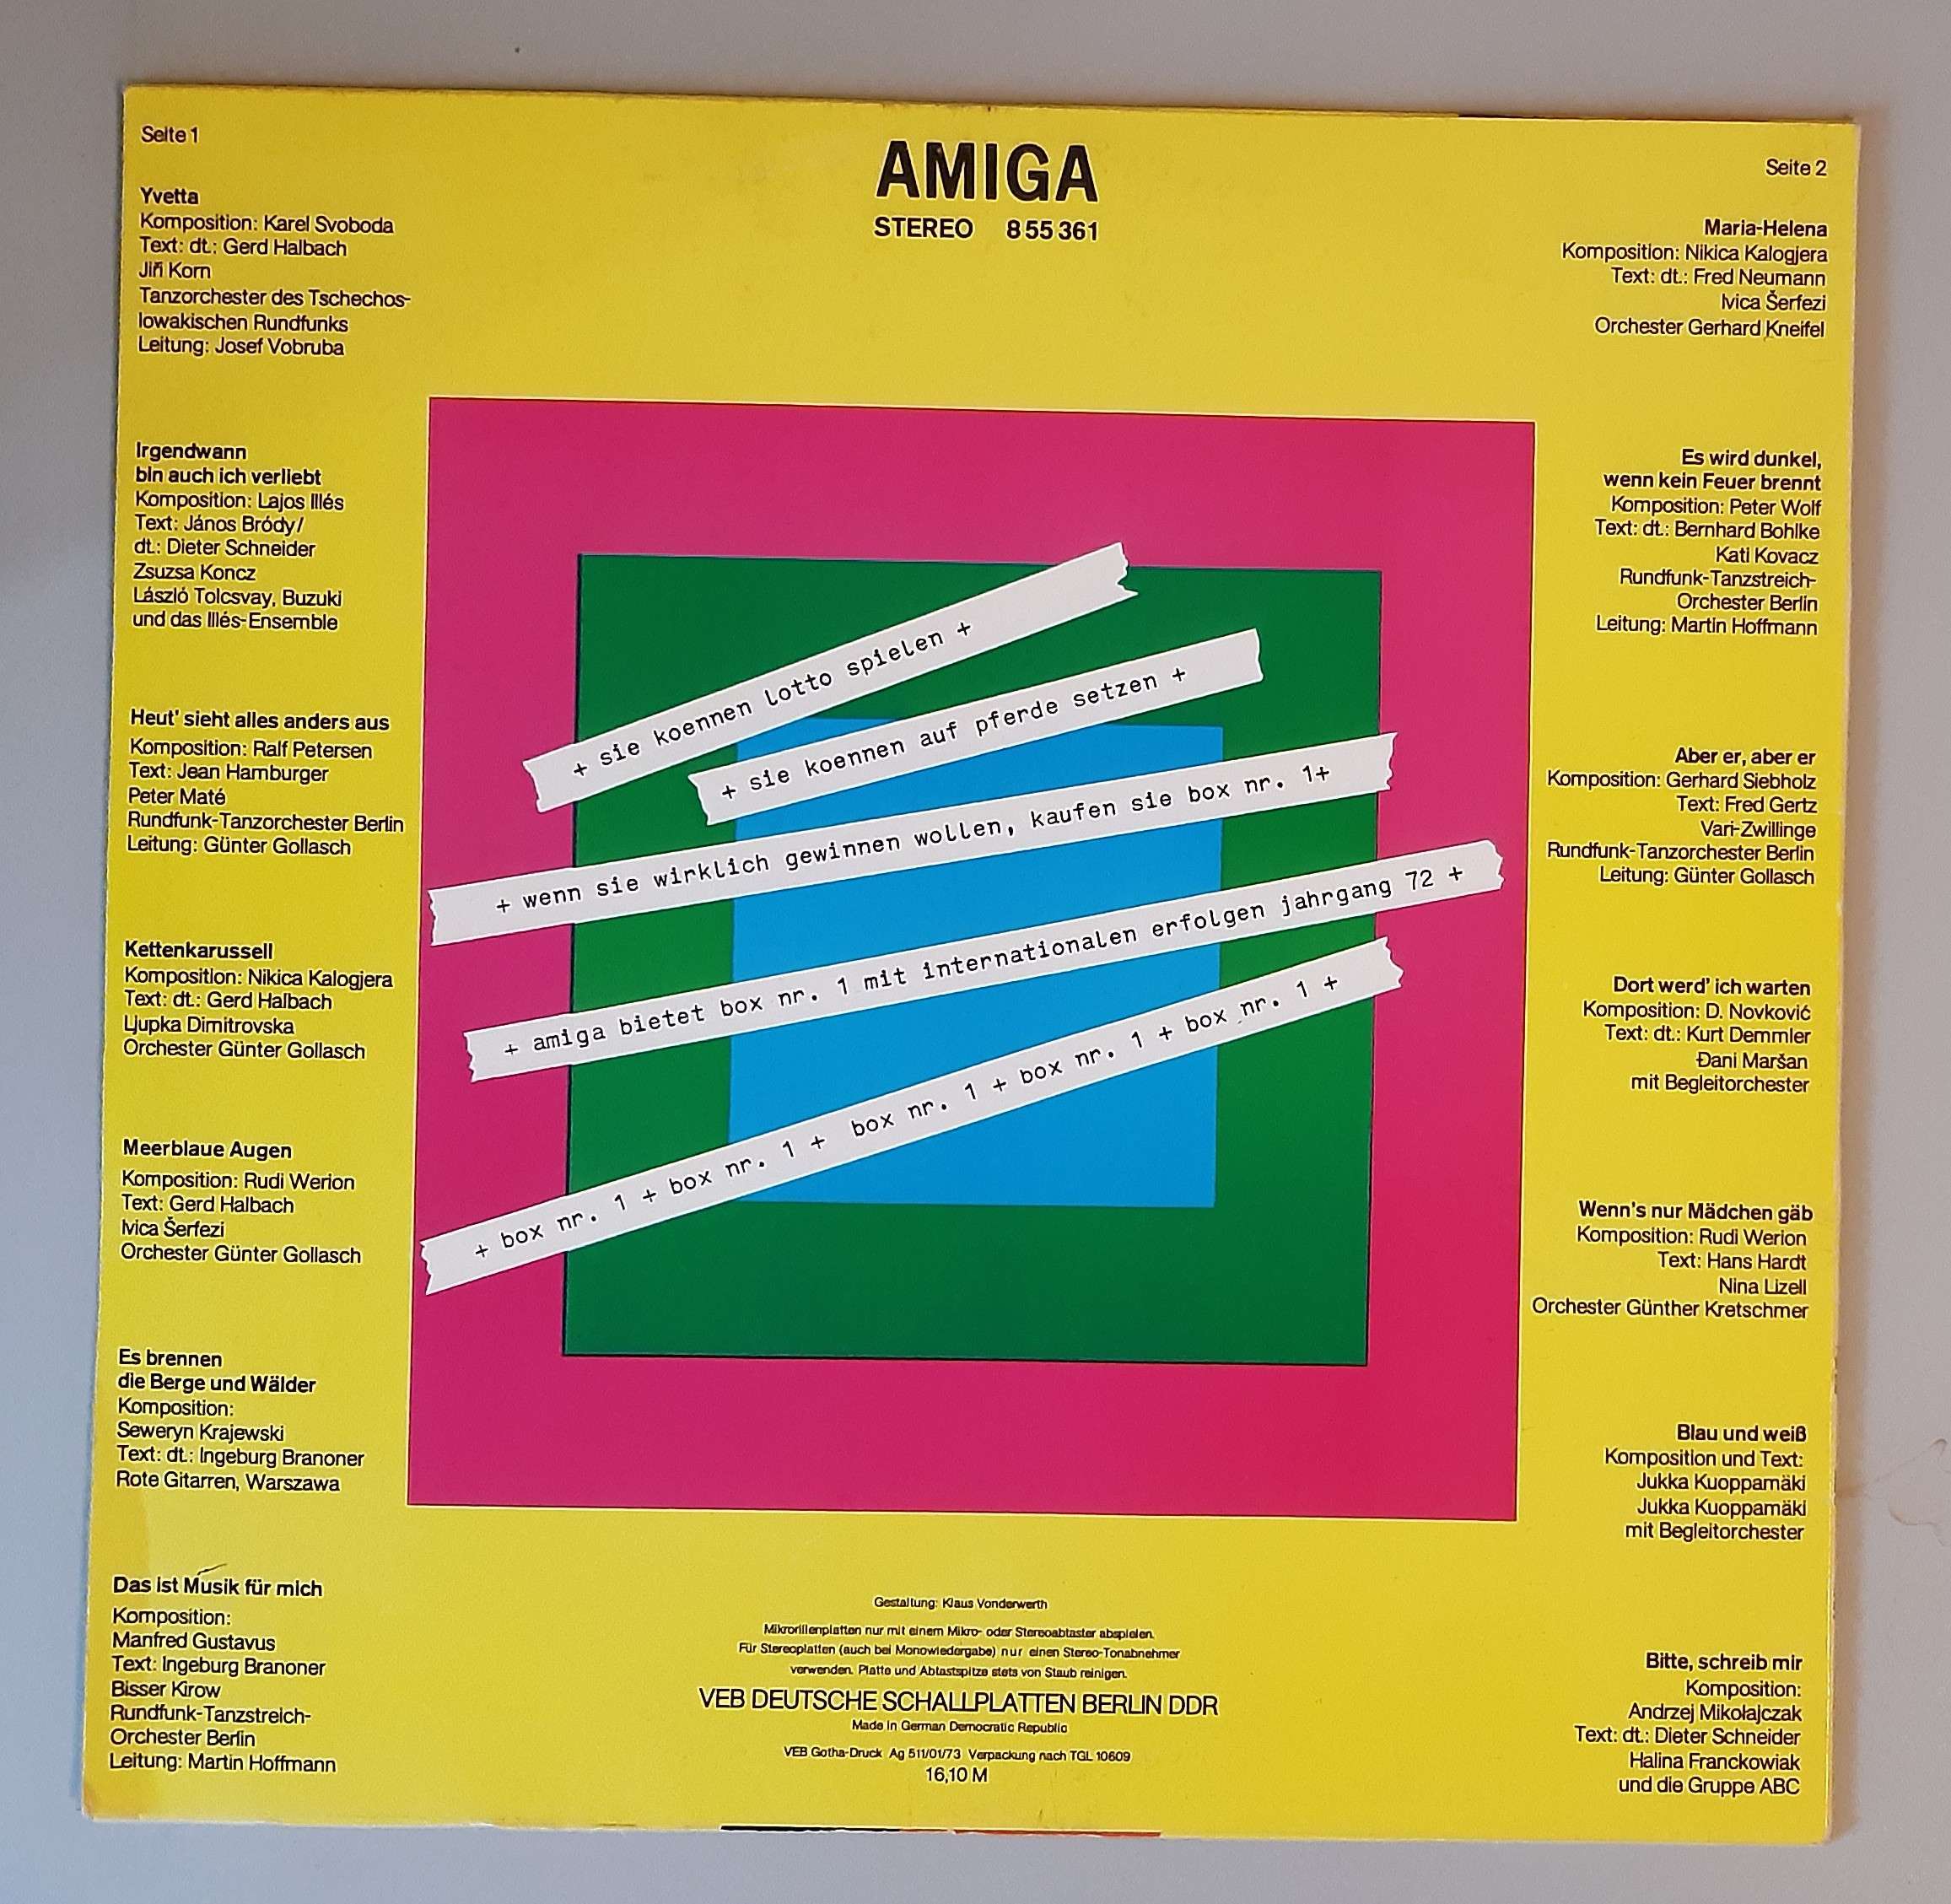 Seite 1
Yvetta
Komposition: Karel Svoboda
Text: dt.: Gerd Halbach
Jiři Korn
Tanzorchester des Tschechos-
lowakischen Rundfunks
Leitung: Josef Vobruba
Irgendwann
bin auch ich verliebt
Komposition: Lajos Illés
Text: János Bródy/
dt.: Dieter Schneider
Zsuzsa Koncz
László Tolcsvay, Buzuki
und das Illés-Ensemble
Heut' sieht alles anders aus
Komposition: Ralf Petersen
Text: Jean Hamburger
Peter Maté
Rundfunk-Tanzorchester Berlin
Leitung: Günter Gollasch
Kettenkarussell
Komposition: Nikica Kalogjera
Text: dt.: Gerd Halbach
Ljupka Dimitrovska
Orchester Günter Gollasch
Meerblaue Augen
Komposition: Rudi Werion
Text: Gerd Halbach
Ivica Šerfezi
Orchester Günter Gollasch
Es brennen
die Berge und Wälder
Komposition:
Seweryn Krajewski
Text: dt.: Ingeburg Branoner
Rote Gitarren, Warszawa
Das ist Musik für mich
Komposition:
Manfred Gustavus
Text: Ingeburg Branoner
Bisser Kirow
Rundfunk-Tanzstreich-
Orchester Berlin
Leitung: Martin Hoffmann
AMIGA
STEREO 8 55 361
+ sie koennen lotto spielen +
+ sie koennen auf pferde setzen +
+ wenn sie wirklich gewinnen wollen, kaufen sie box nr. 1+
+ amiga bietet box nr. 1 mit internationalen erfolgen jahrgang 72 +
+ box nr. 1 + box nr. 1 + box nr. 1 + box nr. 1 + box nr. 1 +
Gestaltung: Klaus Vonderwerth
Mikrorillenplatten nur mit einem Mikro- oder Stereoabtaster abspielen.
Für Stereoplatten (auch bei Monowiedergabe) nur einen Stereo-Tonabnehmer
verwenden. Platte und Abtastspitze stets von Staub reinigen.
VEB DEUTSCHE SCHALLPLATTEN BERLIN DDR
Made in German Democratic Republic
VEB Gotha-Druck Ag 511/01/73 Verpackung nach TGL 10609
16,10 M
Seite 2
Maria-Helena
Komposition: Nikica Kalogjera
Text: dt.: Fred Neumann
Ivica Šerfezi
Orchester Gerhard Kneifel
Es wird dunkel,
wenn kein Feuer brennt
Komposition: Peter Wolf
Text: dt.: Bernhard Bohlke
Kati Kovacz
Rundfunk-Tanzstreich-
Orchester Berlin
Leitung: Martin Hoffmann
Aber er, aber er
Komposition: Gerhard Siebholz
Text: Fred Gertz
Vari-Zwillinge
Rundfunk-Tanzorchester Berlin
Leitung: Günter Gollasch
Dort werd' ich warten
Komposition: D. Novković
Text: dt.: Kurt Demmler
Đani Maršan
mit Begleitorchester
Wenn's nur Mädchen gäb
Komposition: Rudi Werion
Text: Hans Hardt
Nina Lizell
Orchester Günther Kretschmer
Blau und weiß
Komposition und Text:
Jukka Kuoppamäki
Jukka Kuoppamäki
mit Begleitorchester
Bitte, schreib mir
Komposition:
Andrzej Mikołajczak
Text: dt.: Dieter Schneider
Halina Franckowiak
und die Gruppe ABC